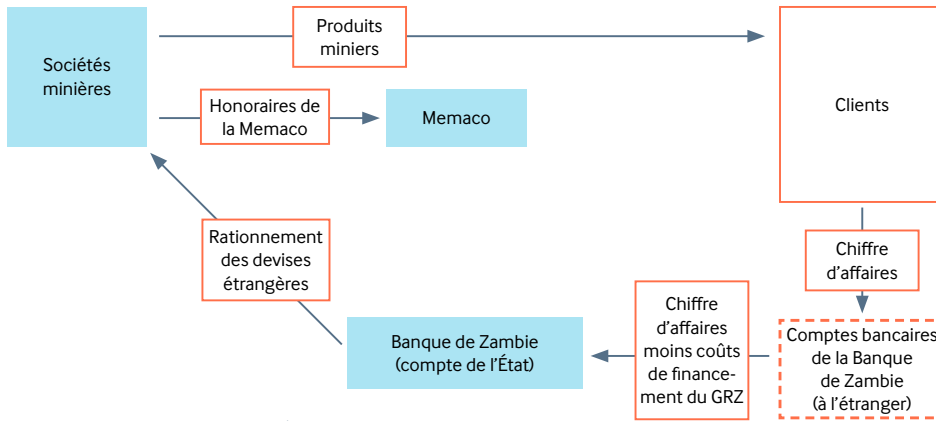 Produits
miniers
Sociétés
minières
Clients
Honoraires de
la Memaco
Memaco
Rationnement
des devises
étrangères
Chiffre
d’affaires
Chiffre
d’affaires
moins coûts
de finance-
ment du GRZ
Banque de Zambie
(compte de l’État)
Comptes bancaires
de la Banque
de Zambie
(à l’étranger)